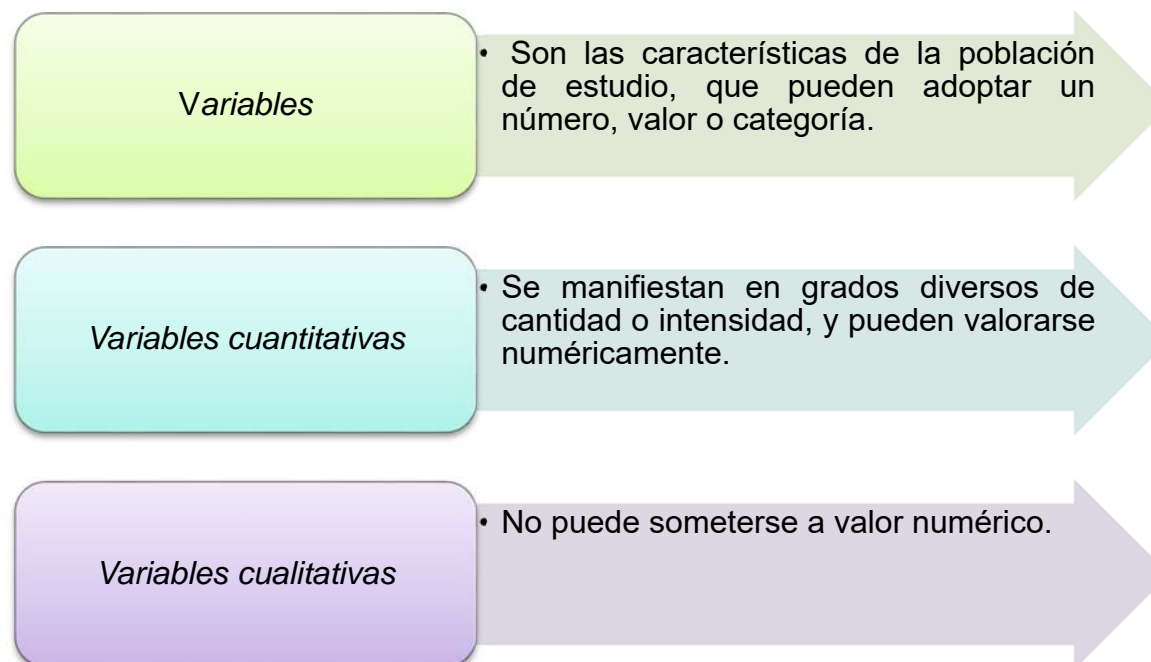 Variables
• Son las características de la población
de estudio, que pueden adoptar un
número, valor o categoría.
Variables cuantitativas
• Se manifiestan en grados diversos de
cantidad o intensidad, y pueden valorarse
numéricamente.
Variables cualitativas
• No puede someterse a valor numérico.